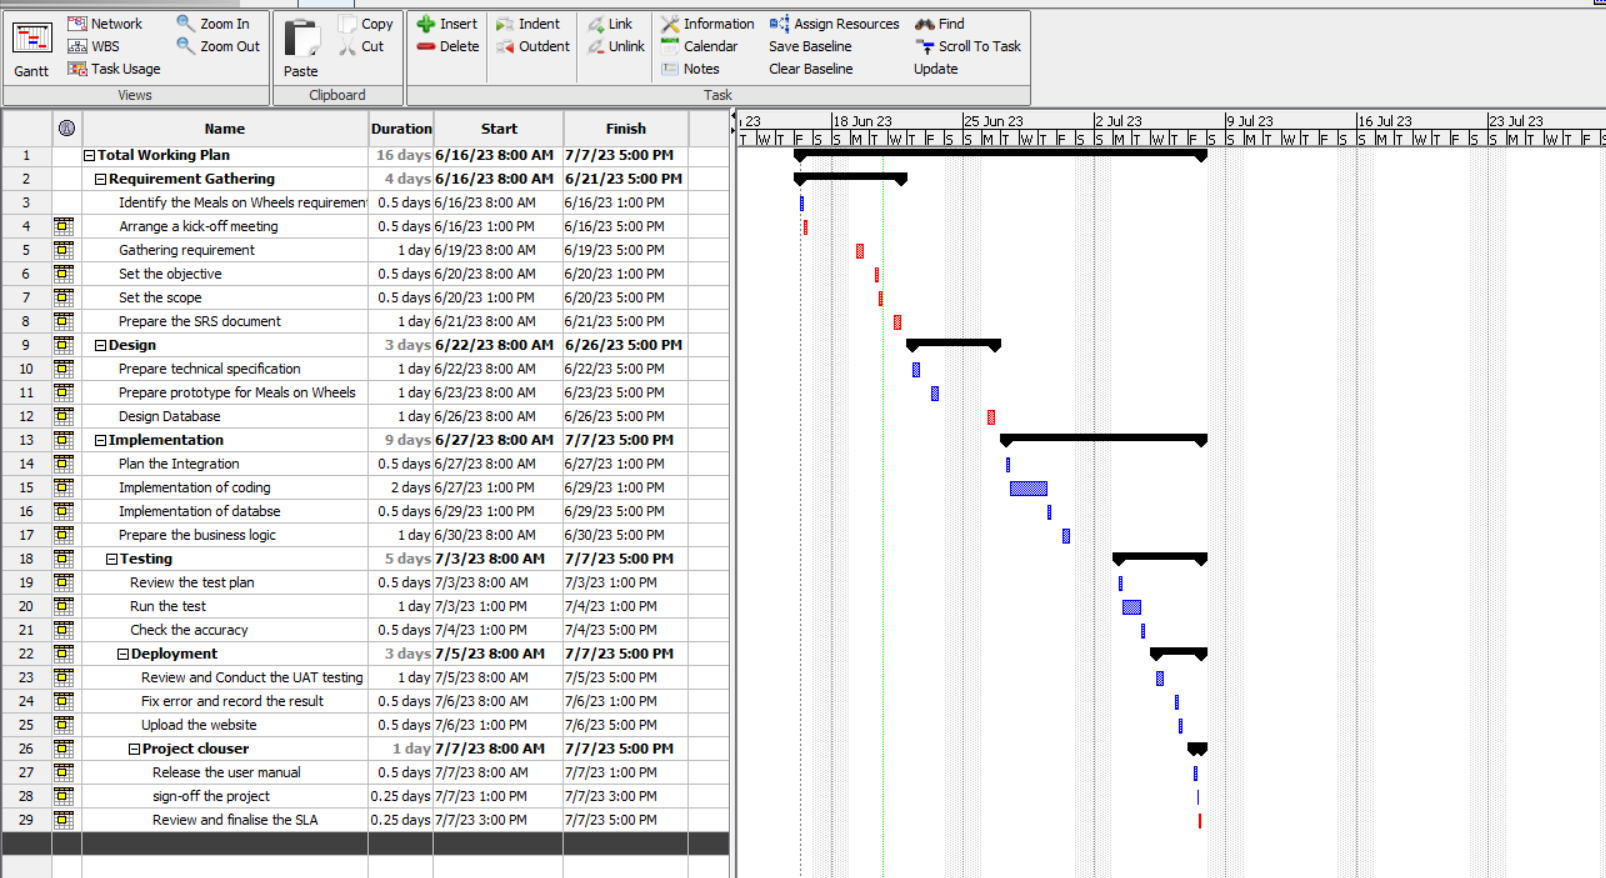 Network Zoom In Copy Insert Indent Link Information Assign Resources Find
WBS Zoom Out Cut Delete Outdent Unlink Calendar Save Baseline Scroll To Task
Gantt Task Usage Paste Notes Clear Baseline Update
Views Clipboard Task
Name Duration Start Finish
23 18 Jun 23 25 Jun 23 2 Jul 23 9 Jul 23 16 Jul 23 23 Jul 23
T W T F S S M T W T F S S M T W T F S S M T W T F S S M T W T F S S M T W T F S S M T W T F S
1 Total Working Plan 16 days 6/16/23 8:00 AM 7/7/23 5:00 PM
2 Requirement Gathering 4 days 6/16/23 8:00 AM 6/21/23 5:00 PM
3 Identify the Meals on Wheels requiremen 0.5 days 6/16/23 8:00 AM 6/16/23 1:00 PM
4 Arrange a kick-off meeting 0.5 days 6/16/23 1:00 PM 6/16/23 5:00 PM
5 Gathering requirement 1 day 6/19/23 8:00 AM 6/19/23 5:00 PM
6 Set the objective 0.5 days 6/20/23 8:00 AM 6/20/23 1:00 PM
7 Set the scope 0.5 days 6/20/23 1:00 PM 6/20/23 5:00 PM
8 Prepare the SRS document 1 day 6/21/23 8:00 AM 6/21/23 5:00 PM
9 Design 3 days 6/22/23 8:00 AM 6/26/23 5:00 PM
10 Prepare technical specification 1 day 6/22/23 8:00 AM 6/22/23 5:00 PM
11 Prepare prototype for Meals on Wheels 1 day 6/23/23 8:00 AM 6/23/23 5:00 PM
12 Design Database 1 day 6/26/23 8:00 AM 6/26/23 5:00 PM
13 Implementation 9 days 6/27/23 8:00 AM 7/7/23 5:00 PM
14 Plan the Integration 0.5 days 6/27/23 8:00 AM 6/27/23 1:00 PM
15 Implementation of coding 2 days 6/27/23 1:00 PM 6/29/23 1:00 PM
16 Implementation of databse 0.5 days 6/29/23 1:00 PM 6/29/23 5:00 PM
17 Prepare the business logic 1 day 6/30/23 8:00 AM 6/30/23 5:00 PM
18 Testing 5 days 7/3/23 8:00 AM 7/7/23 5:00 PM
19 Review the test plan 0.5 days 7/3/23 8:00 AM 7/3/23 1:00 PM
20 Run the test 1 day 7/3/23 1:00 PM 7/4/23 1:00 PM
21 Check the accuracy 0.5 days 7/4/23 1:00 PM 7/4/23 5:00 PM
22 Deployment 3 days 7/5/23 8:00 AM 7/7/23 5:00 PM
23 Review and Conduct the UAT testing 1 day 7/5/23 8:00 AM 7/5/23 5:00 PM
24 Fix error and record the result 0.5 days 7/6/23 8:00 AM 7/6/23 1:00 PM
25 Upload the website 0.5 days 7/6/23 1:00 PM 7/6/23 5:00 PM
26 Project clouser 1 day 7/7/23 8:00 AM 7/7/23 5:00 PM
27 Release the user manual 0.5 days 7/7/23 8:00 AM 7/7/23 1:00 PM
28 sign-off the project 0.25 days 7/7/23 1:00 PM 7/7/23 3:00 PM
29 Review and finalise the SLA 0.25 days 7/7/23 3:00 PM 7/7/23 5:00 PM